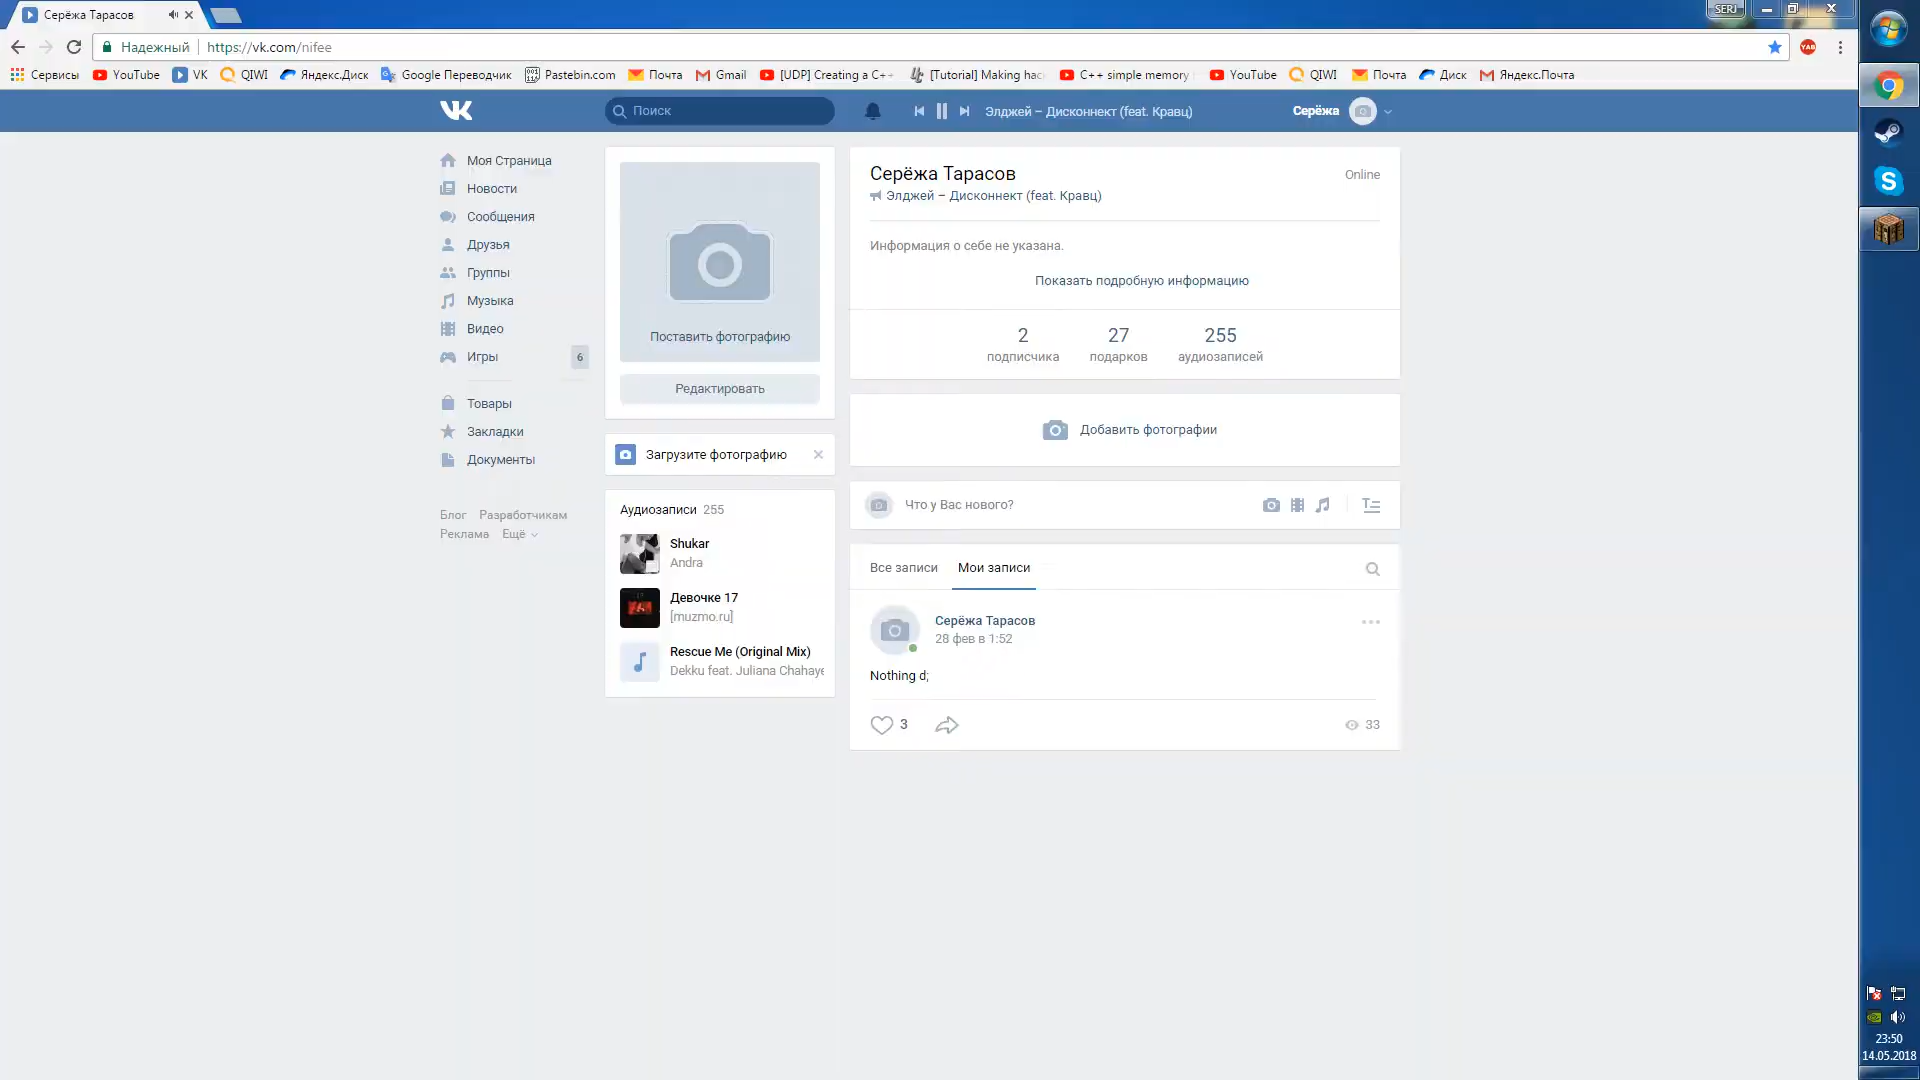 Серёжа Тарасов
SERJ
Надежный https://vk.com/nifee
YAB
Сервисы YouTube VK QIWI Яндекс.Диск Google Переводчик Pastebin.com Почта Gmail [UDP] Creating a C++ [Tutorial] Making hac C++ simple memory YouTube QIWI Почта Диск Яндекс.Почта
Поиск Элджей – Дисконнект (feat. Кравц) Серёжа
Моя Страница
Новости
Сообщения
Друзья
Группы
Музыка
Видео
Игры 6
Товары
Закладки
Документы
Блог Разработчикам
Реклама Ещё
Поставить фотографию
Редактировать
Загрузите фотографию
Аудиозаписи 255
Shukar
Andra
Девочке 17
[muzmo.ru]
Rescue Me (Original Mix)
Dekku feat. Juliana Chahaye
Серёжа Тарасов Online
Элджей – Дисконнект (feat. Кравц)
Информация о себе не указана.
Показать подробную информацию
2 27 255
подписчика подарков аудиозаписей
Добавить фотографии
Что у Вас нового?
Все записи Мои записи
Серёжа Тарасов
28 фев в 1:52
Nothing d;
3 33
23:50
14.05.2018